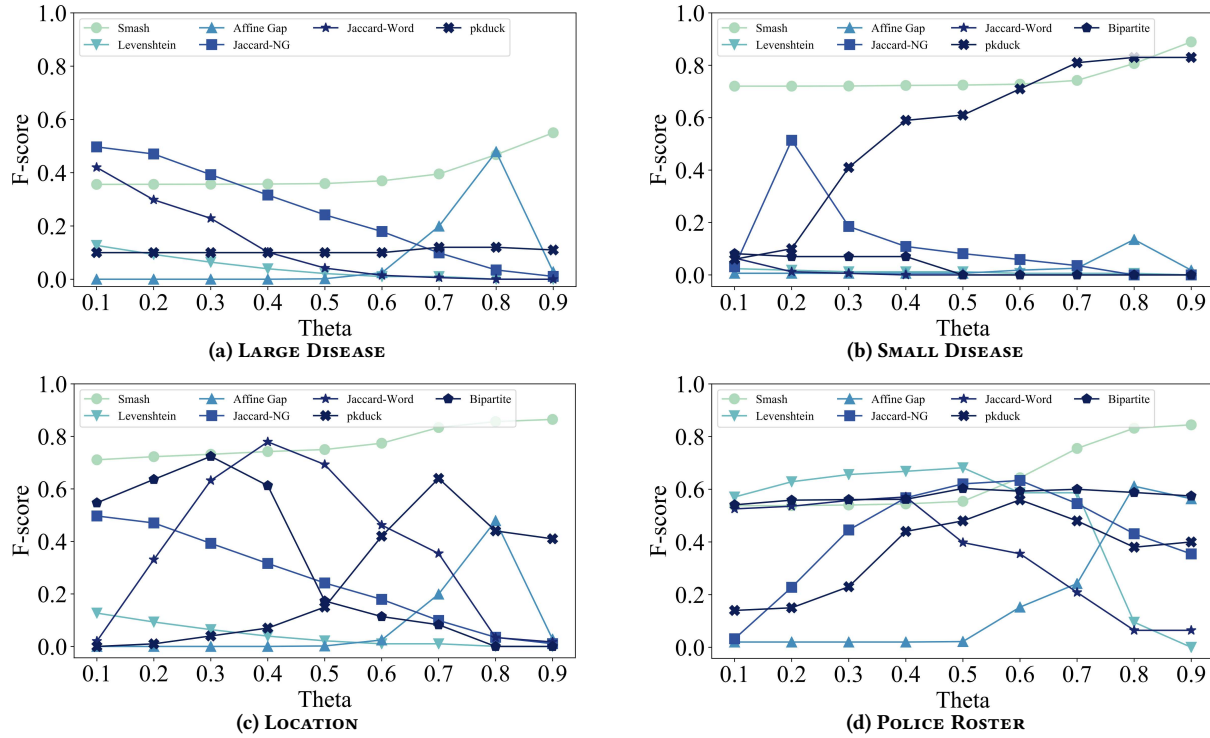 Smash Affine Gap Jaccard-Word pkduck
Levenshtein Jaccard-NG
1.0
0.8
0.6
0.4
0.2
0.0
F-score
0.1 0.2 0.3 0.4 0.5 0.6 0.7 0.8 0.9
Theta
(a) Large Disease
Smash Affine Gap Jaccard-Word Bipartite
Levenshtein Jaccard-NG pkduck
1.0
0.8
0.6
0.4
0.2
0.0
F-score
0.1 0.2 0.3 0.4 0.5 0.6 0.7 0.8 0.9
Theta
(b) Small Disease
Smash Affine Gap Jaccard-Word Bipartite
Levenshtein Jaccard-NG pkduck
1.0
0.8
0.6
0.4
0.2
0.0
F-score
0.1 0.2 0.3 0.4 0.5 0.6 0.7 0.8 0.9
Theta
(c) Location
Smash Affine Gap Jaccard-Word Bipartite
Levenshtein Jaccard-NG pkduck
1.0
0.8
0.6
0.4
0.2
0.0
F-score
0.1 0.2 0.3 0.4 0.5 0.6 0.7 0.8 0.9
Theta
(d) Police Roster